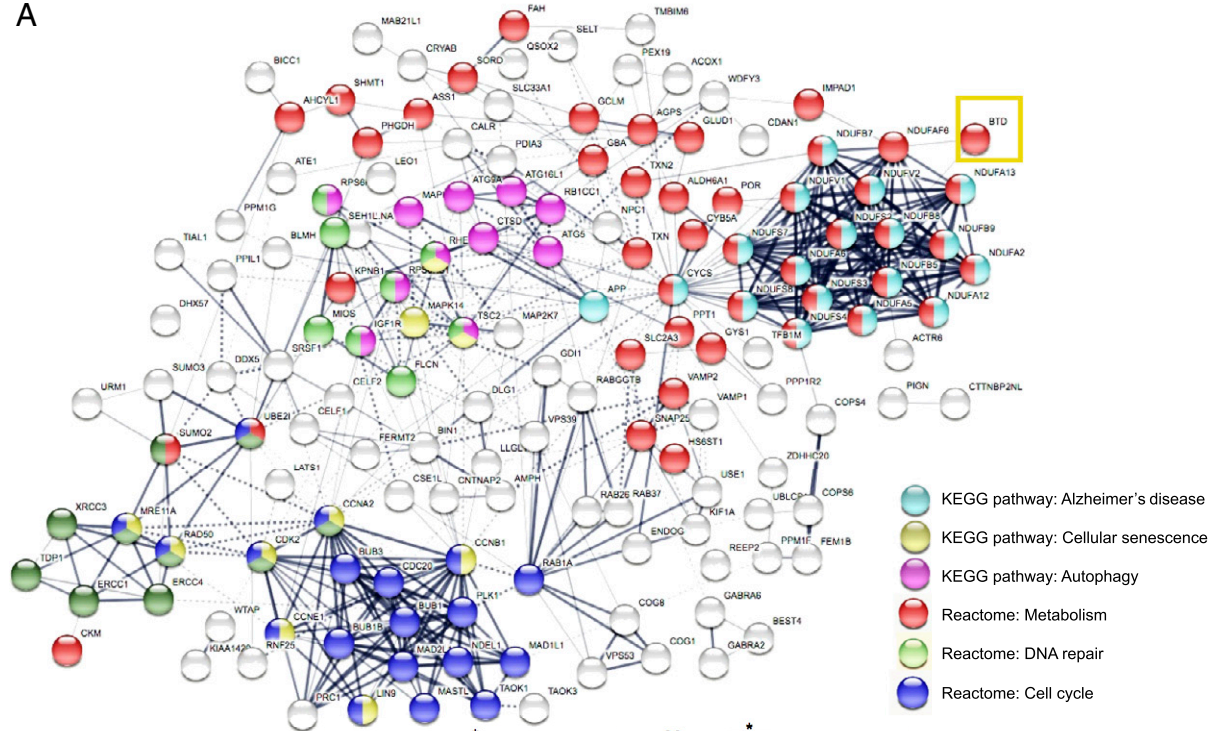 A
FAH
TMBIM6
MAB21L1
SELT
QSOX2
CRYAB
PEX19
SORD
BICC1
ACOX1
WDFY3
SHMT1
SLC33A1
IMPAD1
AHCYL1
ASS1
GCLM
AGPS
BTD
PHGDH
CALR
GLUD1
CDAN1
NDUFB7
NDUFAF6
GBA
PDIA3
ATE1
LEO1
TXN2
ATG9A
ATG16L1
NDUFV1
NDUFV2
NDUFA13
RB1CC1
ALDH6A1
POR
PPM1G
SEH1L
NPC1
CYB5A
NDUFB8
CTSD
ATG5
BLMH
NDUFS7
NDUFB9
TIAL1
TXN
NDUFA2
PPIL1
KPNB1
CYCS
NDUFB5
NDUFS8
NDUFS3
DHX57
APP
NDUFA5
NDUFA12
MIOS
MAPK14
IGF1R
TSC2
MAP2K7
PPT1
NDUFS4
SLC2A3
GYS1
TFB1M
ACTR6
SRSF1
FLCN
DDX5
SUMO3
GDI1
CELF2
RABGGTB
VAMP2
URM1
DLG1
PPP1R2
PIGN
CTTNBP2NL
CELF1
VAMP1
COPS4
UBE2I
VPS39
SNAP25
SUMO2
FERMT2
BIN1
HS6ST1
ZDHHC20
LATS1
CSE1L
CNTNAP2
AMPH
USE1
RAB26
RAB37
COPS6
KEGG pathway: Alzheimer's disease
XRCC3
MRE11A
CCNA2
KIF1A
ENDOG
KEGG pathway: Cellular senescence
RAD50
CDK2
BUB3
CCNB1
REEP2
FEM1B
TDP1
CDC20
RAB1A
KEGG pathway: Autophagy
ERCC1
ERCC4
PLK1
BUB1
COG8
GABRA6
Reactome: Metabolism
WTAP
CCNE1
BUB1B
BEST4
CKM
KIAA1429
RNF25
NDEL1
MAD1L1
COG1
GABRA2
Reactome: DNA repair
VPS53
PRC1
LIN9
MASTL
TAOK1
TAOK3
Reactome: Cell cycle
*